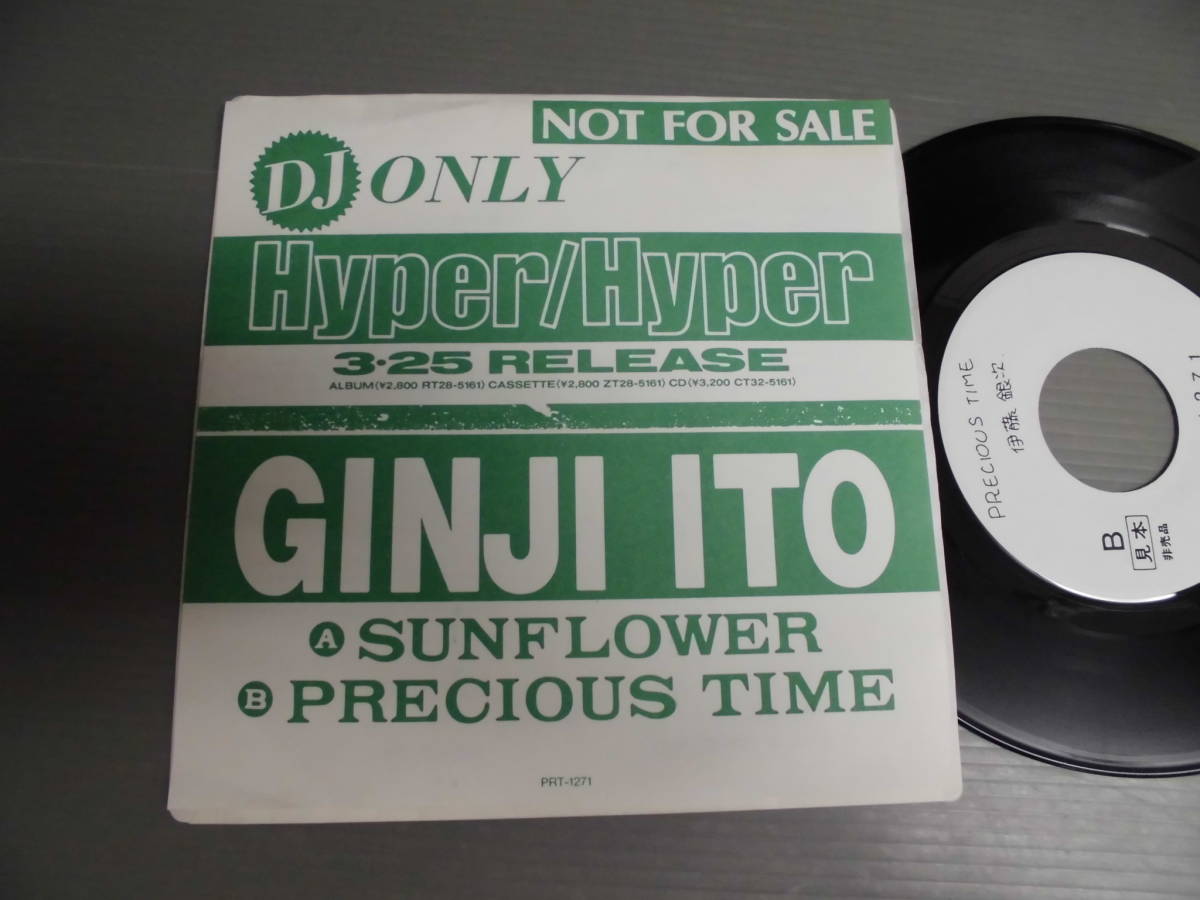 NOT FOR SALE
DJ ONLY
Hyper/Hyper
3·25 RELEASE
ALBUM(¥2,800 RT28-5161) CASSETTE(¥2,800 ZT28-5161) CD(¥3,200 CT32-5161)
GINJI ITO
A SUNFLOWER
B PRECIOUS TIME
PRT-1271
PRECIOUS TIME
伊藤 銀次
B
見本
非売品